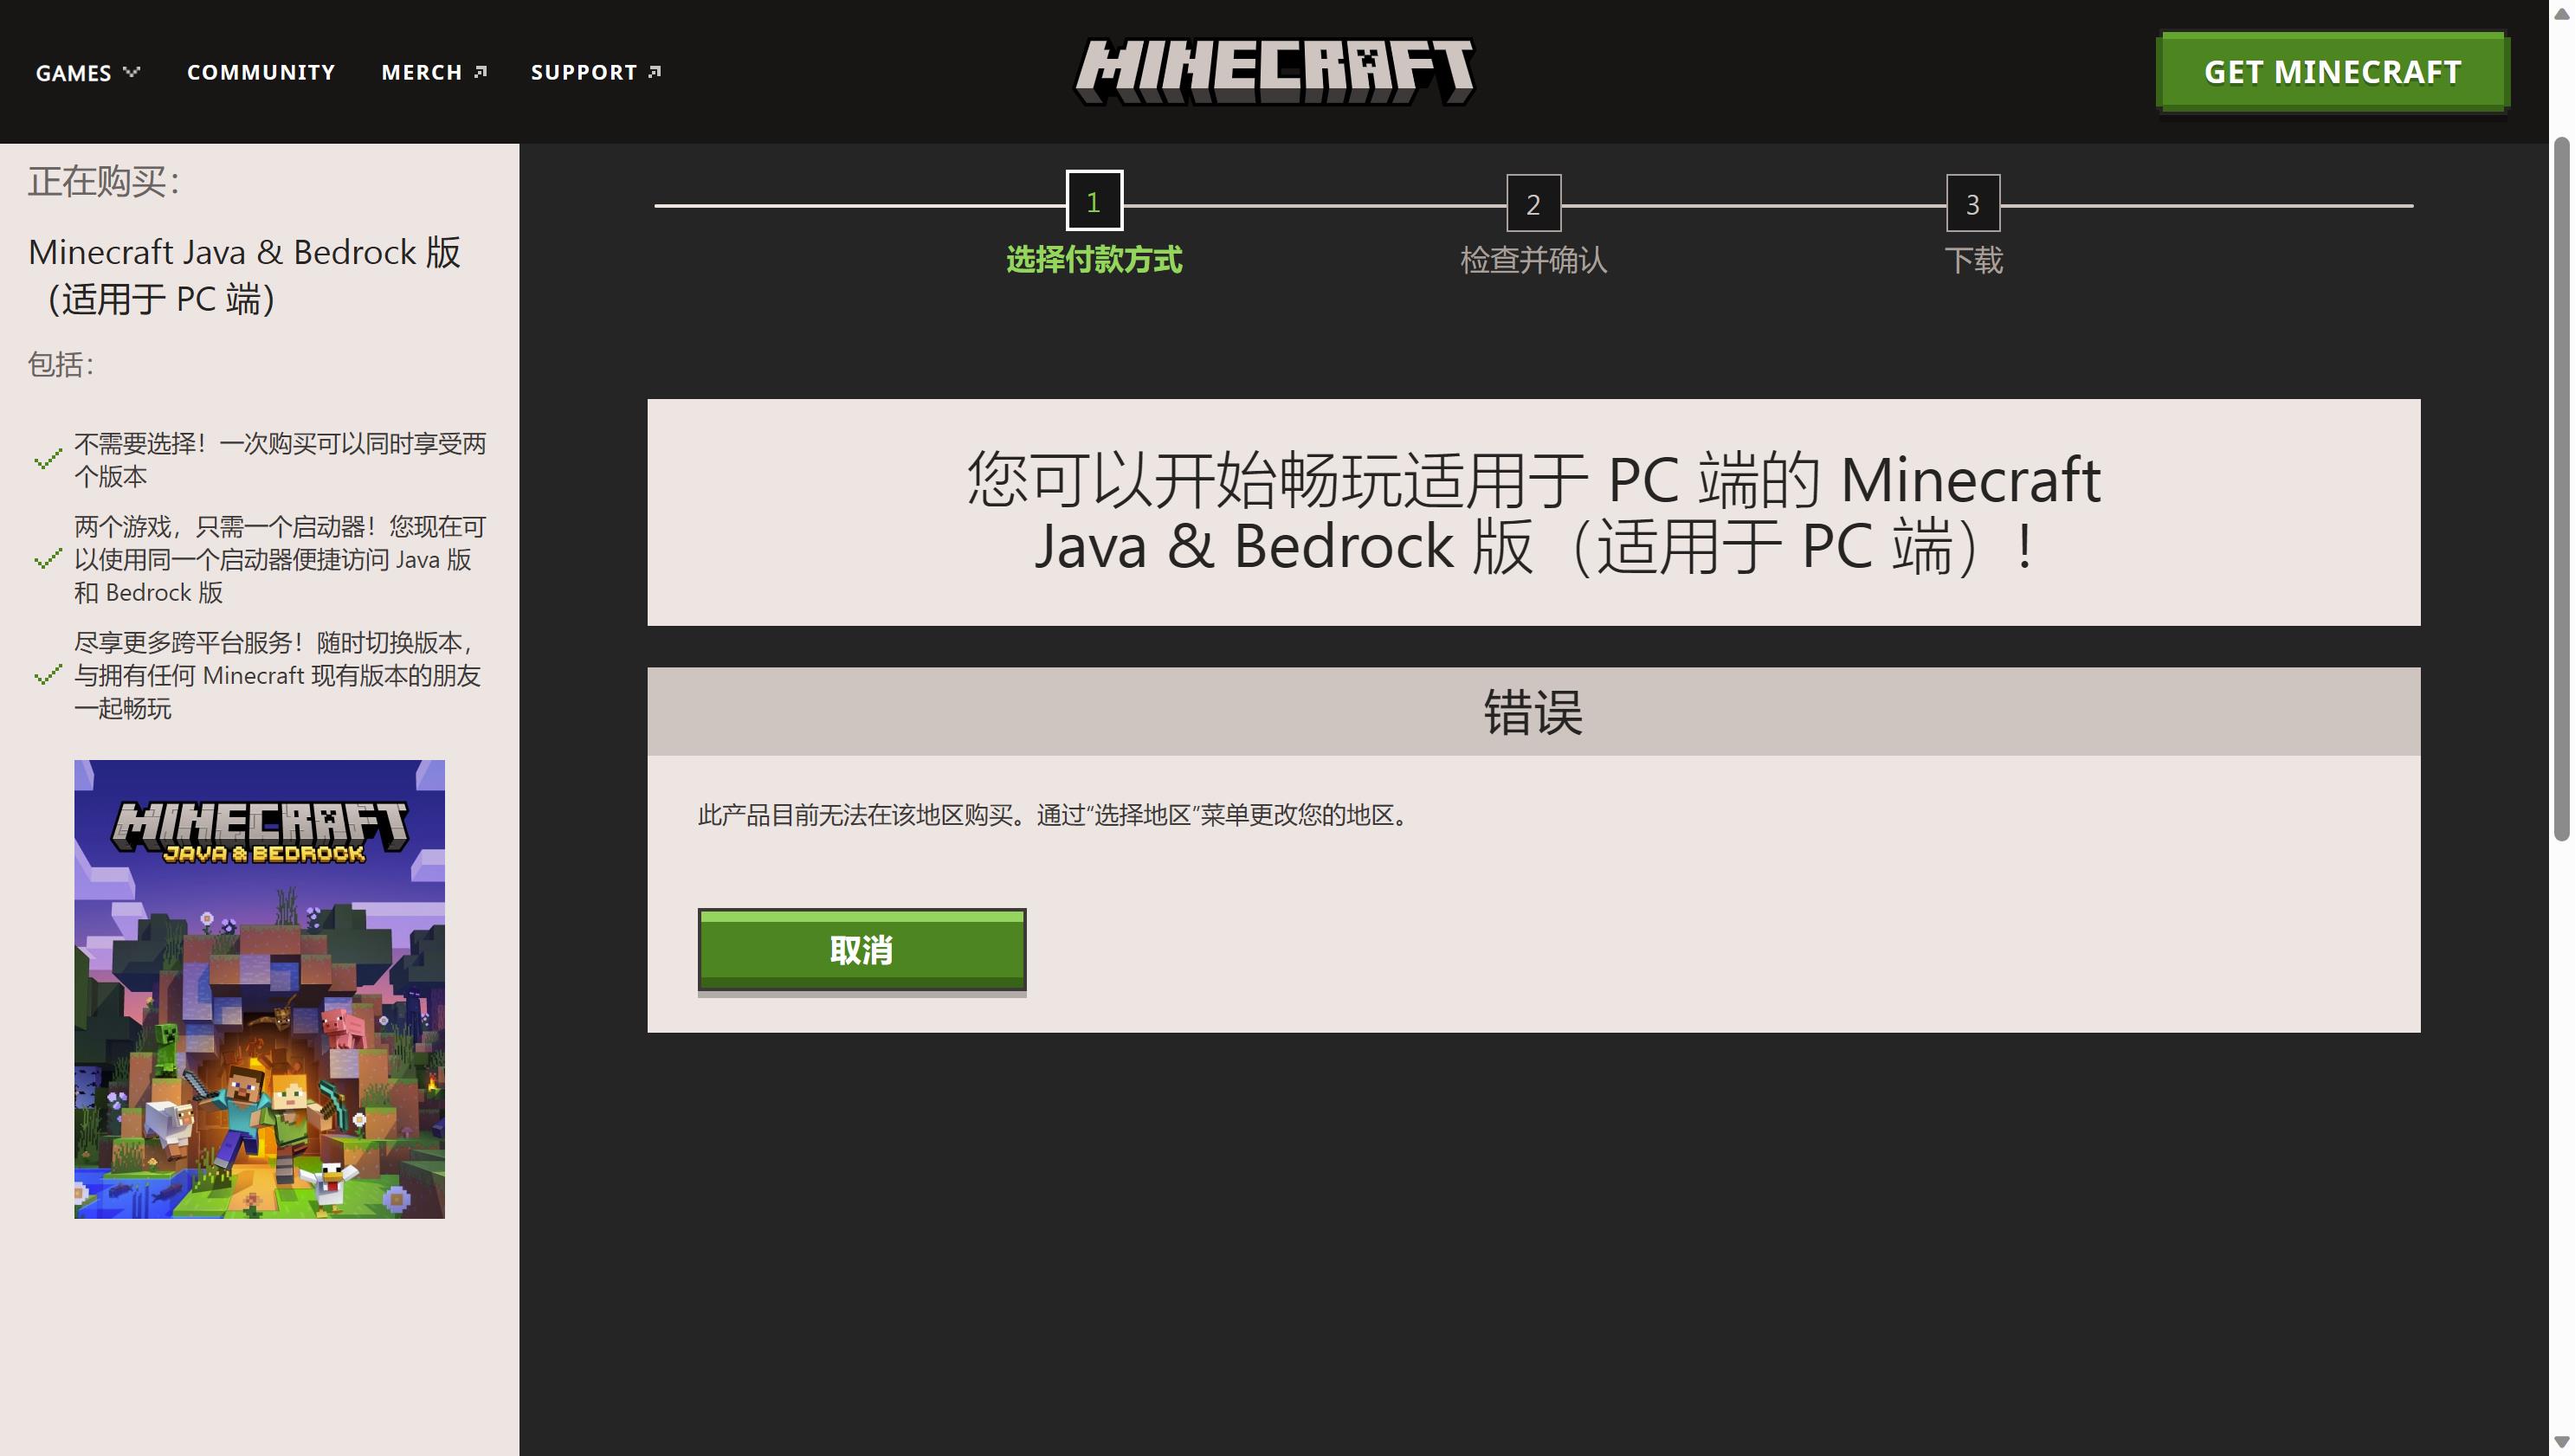 GAMES
COMMUNITY
MERCH
SUPPORT
MINECRAFT
GET MINECRAFT
正在购买：
Minecraft Java & Bedrock 版
（适用于 PC 端）
包括：
不需要选择！一次购买可以同时享受两
个版本
两个游戏，只需一个启动器！您现在可
以使用同一个启动器便捷访问 Java 版
和 Bedrock 版
尽享更多跨平台服务！随时切换版本，
与拥有任何 Minecraft 现有版本的朋友
一起畅玩
MINECRAFT
JAVA & BEDROCK
1
选择付款方式
2
检查并确认
3
下载
您可以开始畅玩适用于 PC 端的 Minecraft
Java & Bedrock 版（适用于 PC 端）！
错误
此产品目前无法在该地区购买。通过“选择地区”菜单更改您的地区。
取消